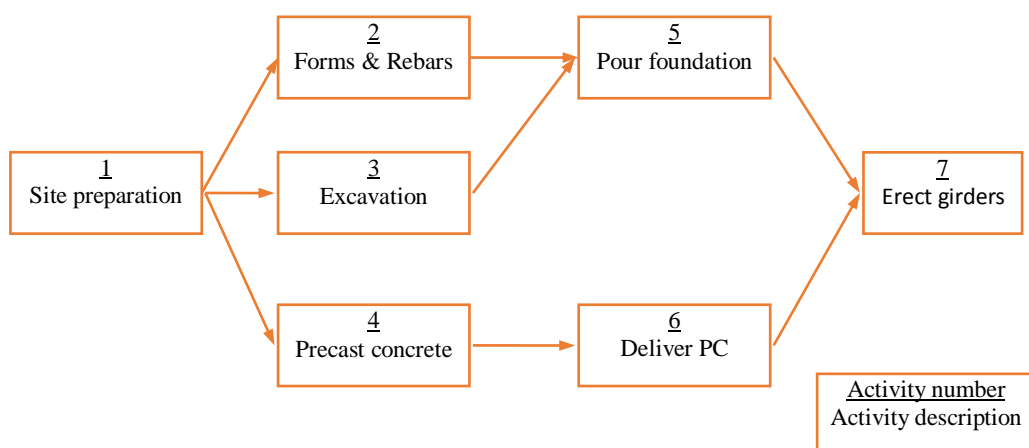 2
Forms & Rebars
5
Pour foundation
1
Site preparation
3
Excavation
7
Erect girders
4
Precast concrete
6
Deliver PC
Activity number
Activity description